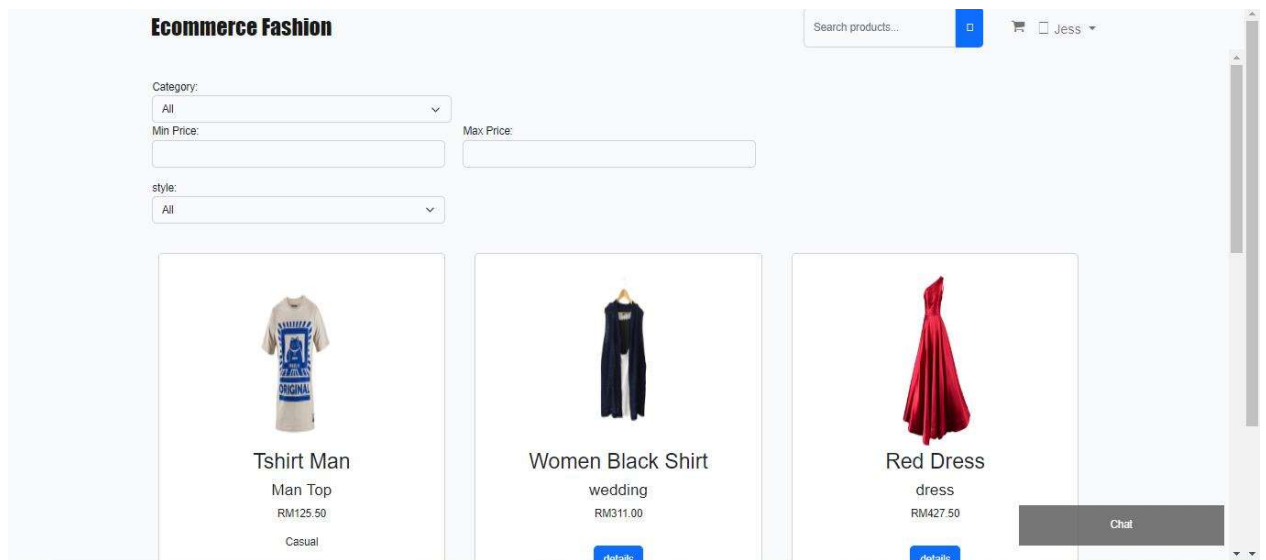 Ecommerce Fashion
Search products...
Jess
Category:
All
Min Price:
Max Price:
style:
All
ORIGINAL
Tshirt Man
Man Top
RM125.50
Casual
Women Black Shirt
wedding
RM311.00
details
Red Dress
dress
RM427.50
details
Chat